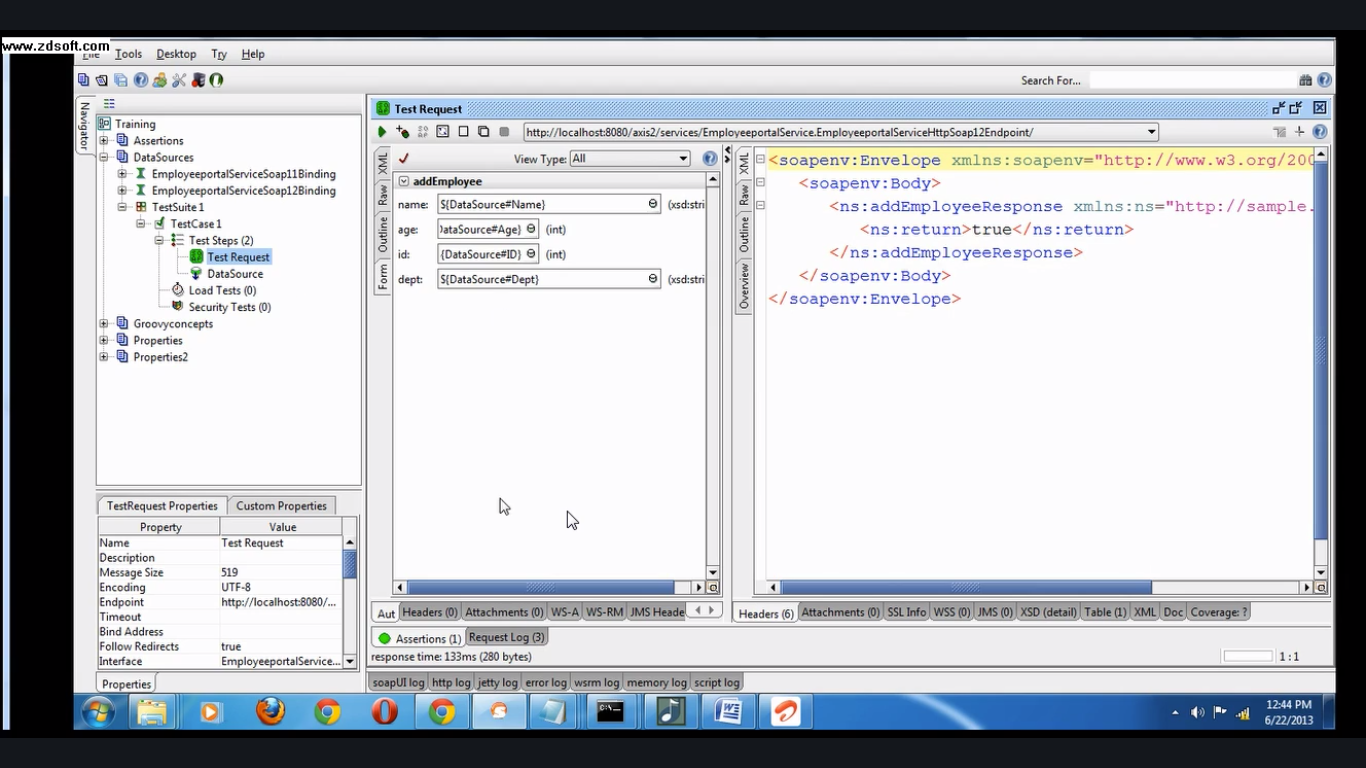 www.zdsoft.com
File Tools Desktop Try Help
Search For...
Navigator
Training
Assertions
DataSources
EmployeeportalServiceSoap11Binding
EmployeeportalServiceSoap12Binding
TestSuite 1
TestCase 1
Test Steps (2)
Test Request
DataSource
Load Tests (0)
Security Tests (0)
Groovyconcepts
Properties
Properties2
TestRequest Properties Custom Properties
Property Value
Name Test Request
Description
Message Size 519
Encoding UTF-8
Endpoint http://localhost:8080/...
Timeout
Bind Address
Follow Redirects true
Interface EmployeeportalService...
Properties
Test Request
http://localhost:8080/axis2/services/EmployeeportalService.EmployeeportalServiceHttpSoap12Endpoint/
XML
Raw
Outline
Form
View Type: All
addEmployee
name: ${DataSource#Name} (xsd:stri
age: DataSource#Age} (int)
id: {DataSource#ID} (int)
dept: ${DataSource#Dept} (xsd:stri
Aut Headers (0) Attachments (0) WS-A WS-RM JMS Heade
XML
Raw
Outline
Overview
<soapenv:Envelope xmlns:soapenv="http://www.w3.org/200
<soapenv:Body>
<ns:addEmployeeResponse xmlns:ns="http://sample.
<ns:return>true</ns:return>
</ns:addEmployeeResponse>
</soapenv:Body>
</soapenv:Envelope>
Headers (6) Attachments (0) SSL Info WSS (0) JMS (0) XSD (detail) Table (1) XML Doc Coverage: ?
Assertions (1) Request Log (3)
response time: 133ms (280 bytes)
1 : 1
soapUI log http log jetty log error log wsrm log memory log script log
12:44 PM
6/22/2013